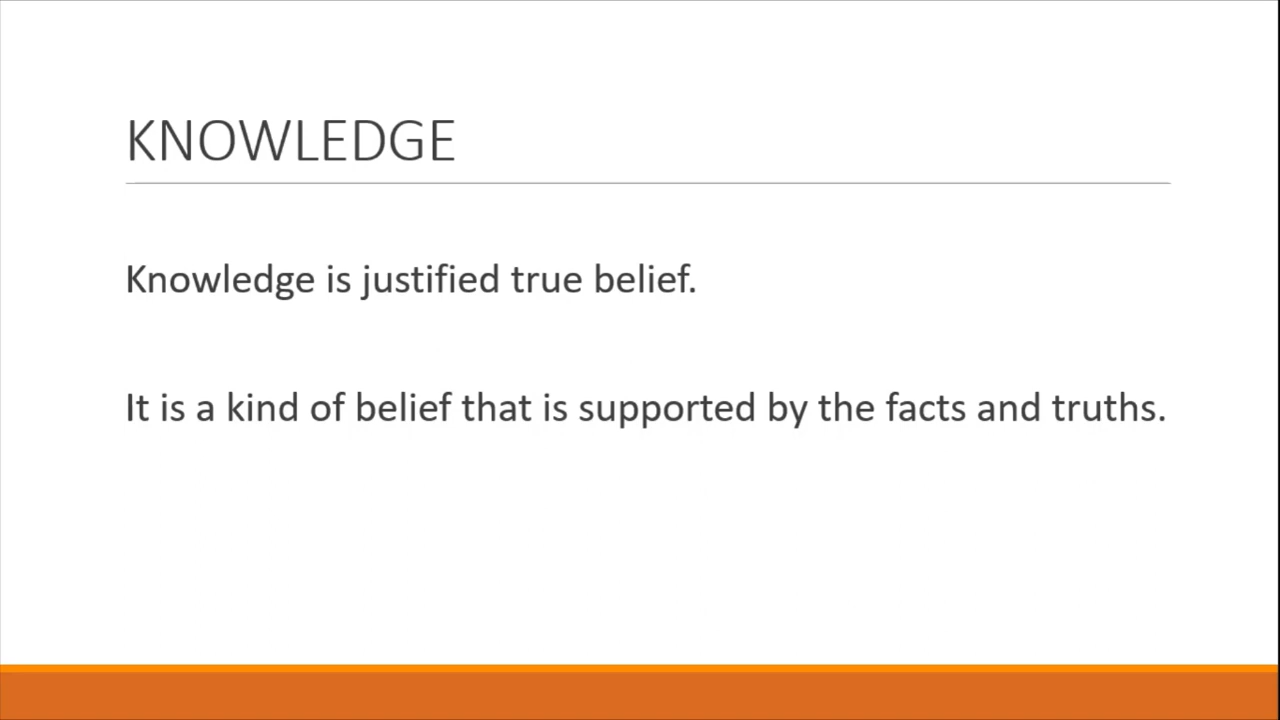 KNOWLEDGE
Knowledge is justified true belief.
It is a kind of belief that is supported by the facts and truths.